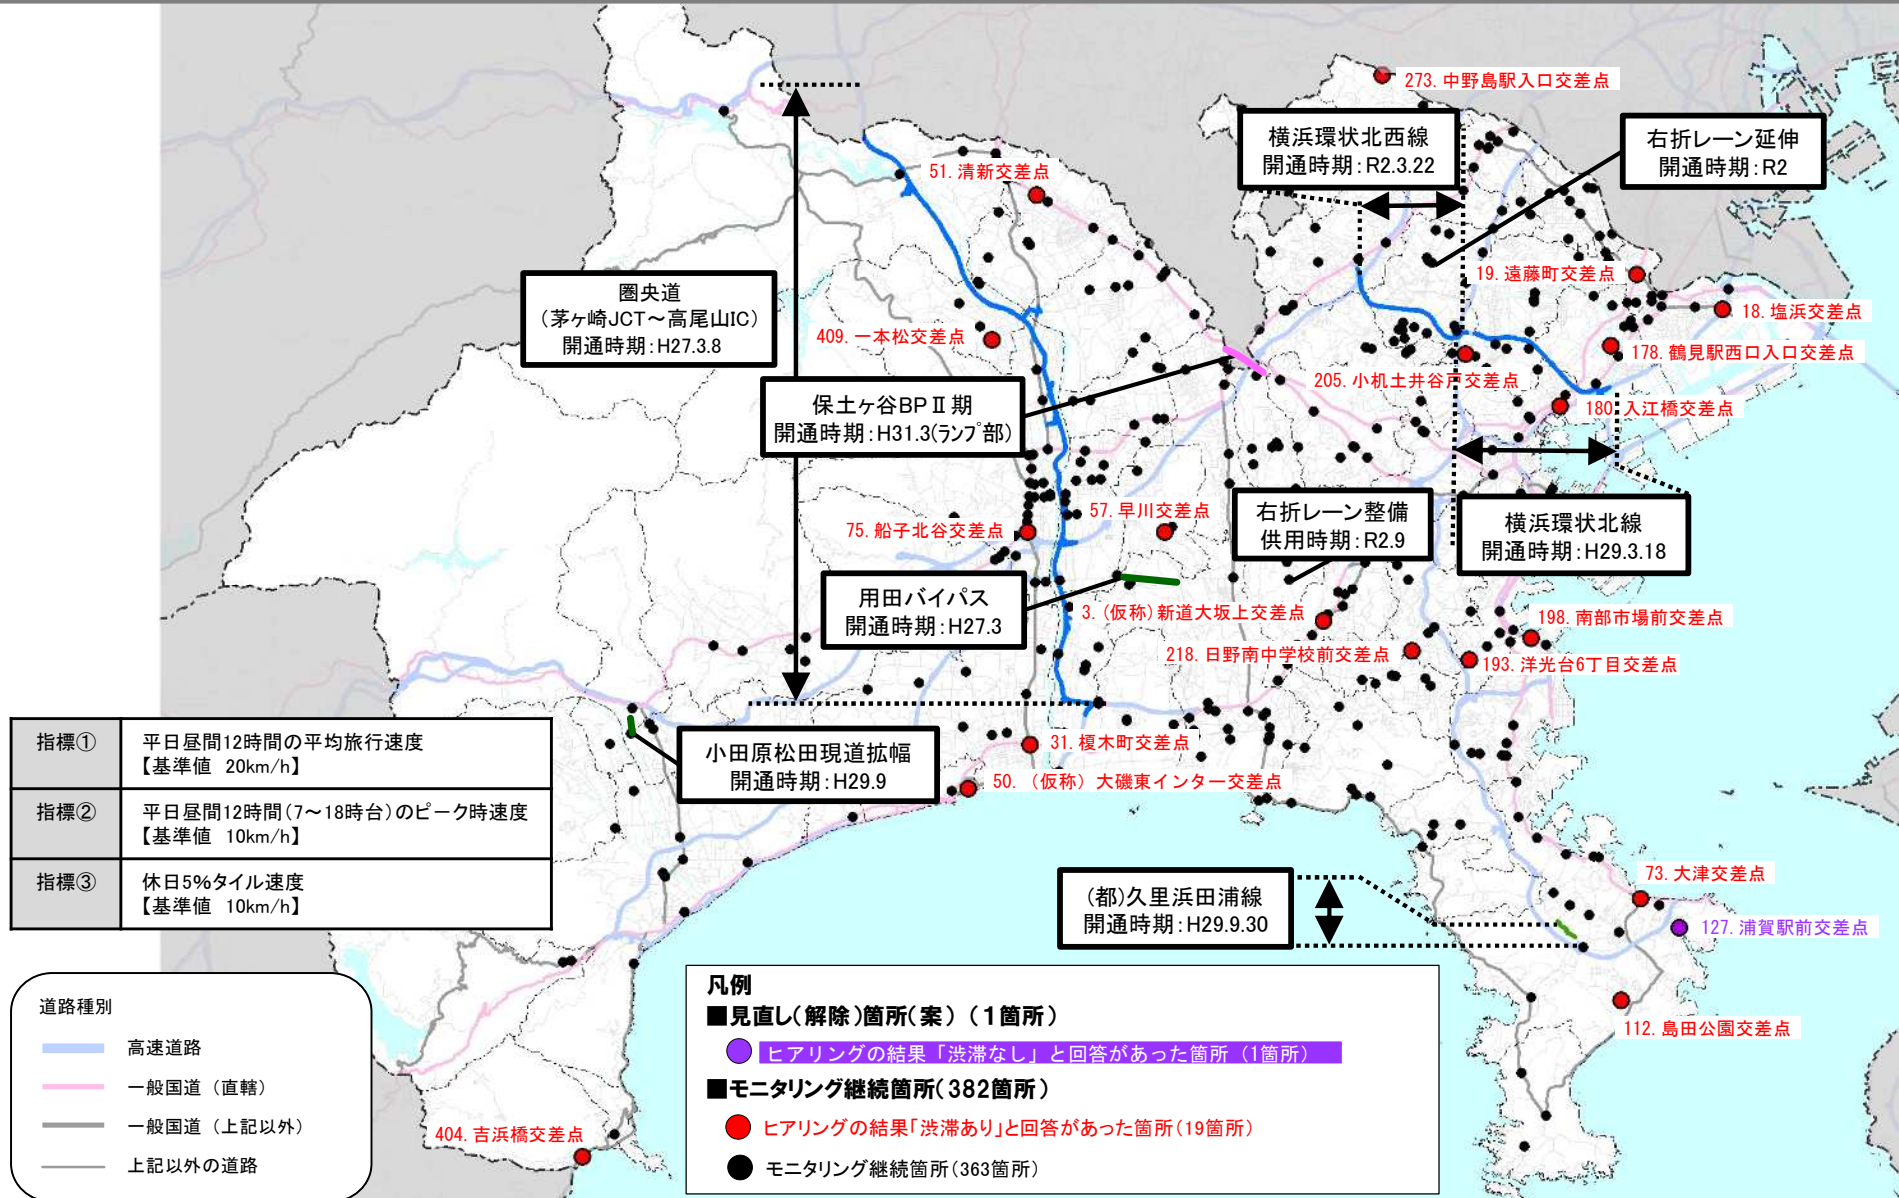 273. 中野島駅入口交差点
横浜環状北西線
開通時期：R2.3.22
右折レーン延伸
開通時期：R2
51. 清新交差点
19. 遠藤町交差点
圏央道
（茅ヶ崎JCT～高尾山IC）
開通時期：H27.3.8
18. 塩浜交差点
409. 一本松交差点
178. 鶴見駅西口入口交差点
205. 小机土井谷戸交差点
保土ヶ谷BPⅡ期
開通時期：H31.3(ランプ部)
180. 入江橋交差点
57. 早川交差点
75. 船子北谷交差点
右折レーン整備
供用時期：R2.9
横浜環状北線
開通時期：H29.3.18
用田バイパス
開通時期：H27.3
3. (仮称)新道大坂上交差点
198. 南部市場前交差点
218. 日野南中学校前交差点
193. 洋光台6丁目交差点
指標① 平日昼間12時間の平均旅行速度
【基準値 20km/h】
指標② 平日昼間12時間(7～18時台)のピーク時速度
【基準値 10km/h】
指標③ 休日5%タイル速度
【基準値 10km/h】
小田原松田現道拡幅
開通時期：H29.9
31. 榎木町交差点
50. （仮称）大磯東インター交差点
(都)久里浜田浦線
開通時期：H29.9.30
73. 大津交差点
127. 浦賀駅前交差点
112. 島田公園交差点
404. 吉浜橋交差点
道路種別
高速道路
一般国道（直轄）
一般国道（上記以外）
上記以外の道路
凡例
■見直し(解除)箇所(案)（1箇所）
ヒアリングの結果「渋滞なし」と回答があった箇所（1箇所）
■モニタリング継続箇所(382箇所)
ヒアリングの結果「渋滞あり」と回答があった箇所(19箇所)
モニタリング継続箇所(363箇所)